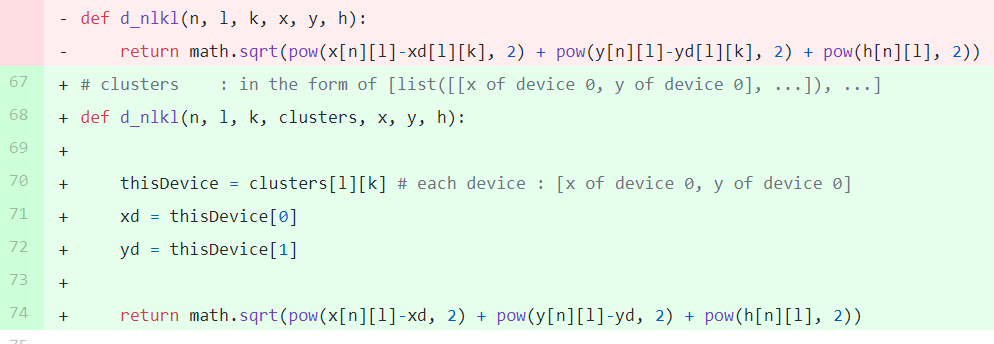 - def d_nlkl(n, l, k, x, y, h):
-     return math.sqrt(pow(x[n][l]-xd[l][k], 2) + pow(y[n][l]-yd[l][k], 2) + pow(h[n][l], 2))
67 + # clusters    : in the form of [list([[x of device 0, y of device 0], ...]), ...]
68 + def d_nlkl(n, l, k, clusters, x, y, h):
69 +
70 +     thisDevice = clusters[l][k] # each device : [x of device 0, y of device 0]
71 +     xd = thisDevice[0]
72 +     yd = thisDevice[1]
73 +
74 +     return math.sqrt(pow(x[n][l]-xd, 2) + pow(y[n][l]-yd, 2) + pow(h[n][l], 2))
75